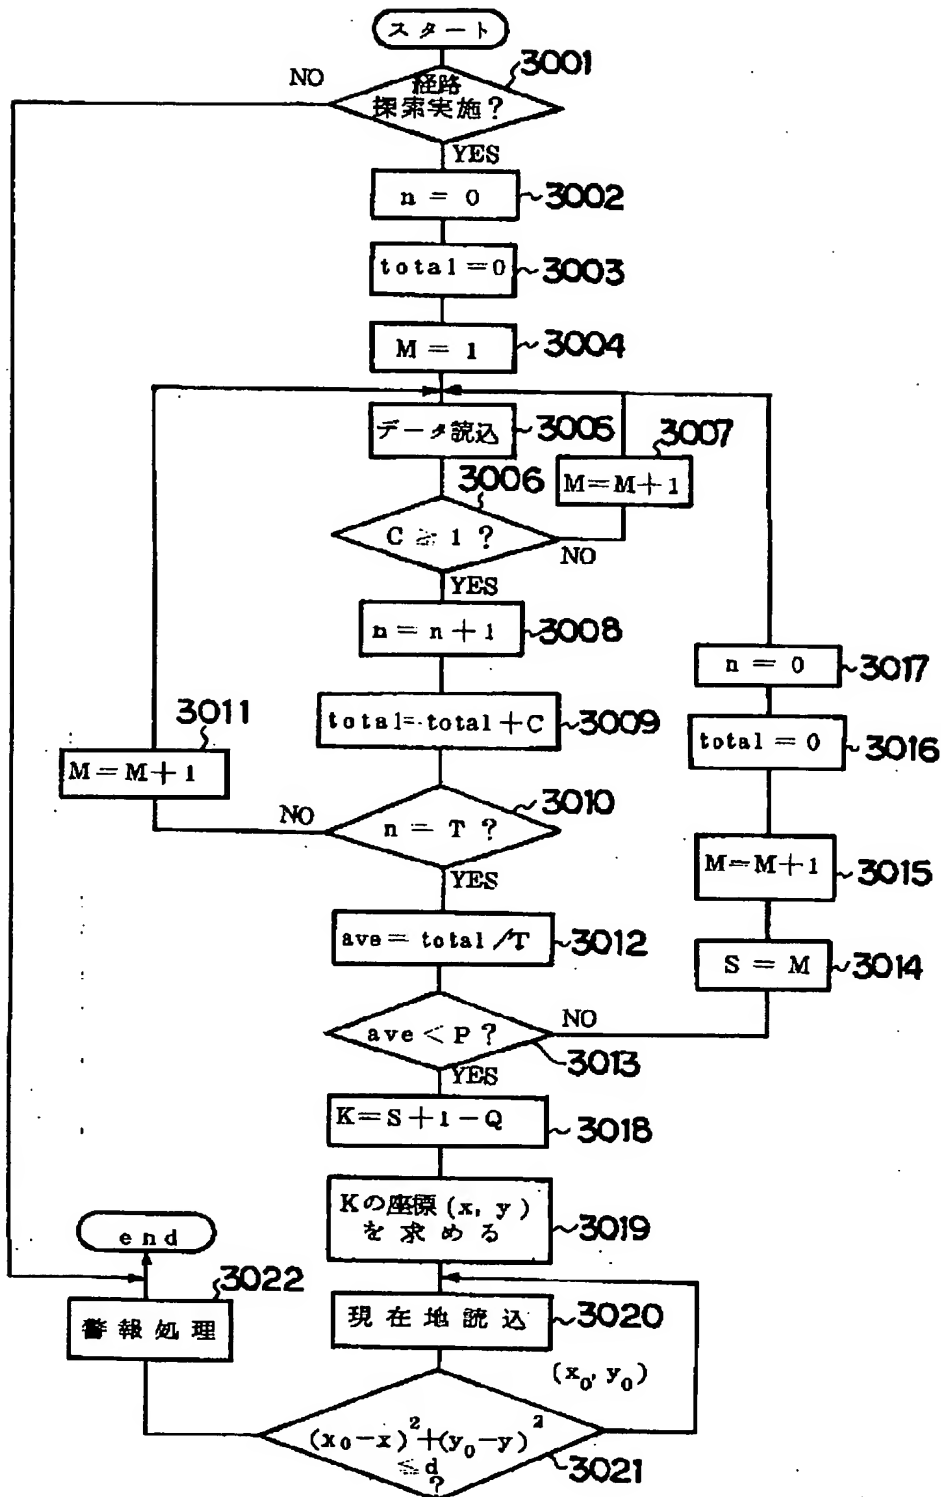 スタート
NO
3001
経路
探索実施?
YES
n = 0
3002
total=0
3003
M = 1
3004
データ読込
3005
3007
M=M+1
3006
C ≧ 1 ?
NO
YES
n = n + 1
3008
n = 0
3017
total= total + C
3009
3011
total = 0
3016
M=M+1
3010
NO
n = T ?
YES
M=M+1
3015
ave= total /T
3012
S = M
3014
ave < P ?
NO
3013
YES
K=S+1-Q
3018
Kの座標(x, y)
を求める
3019
end
3022
警報処理
現在地読込
3020
(x₀, y₀)
(x₀-x)²+(y₀-y)²
≦d
?
3021